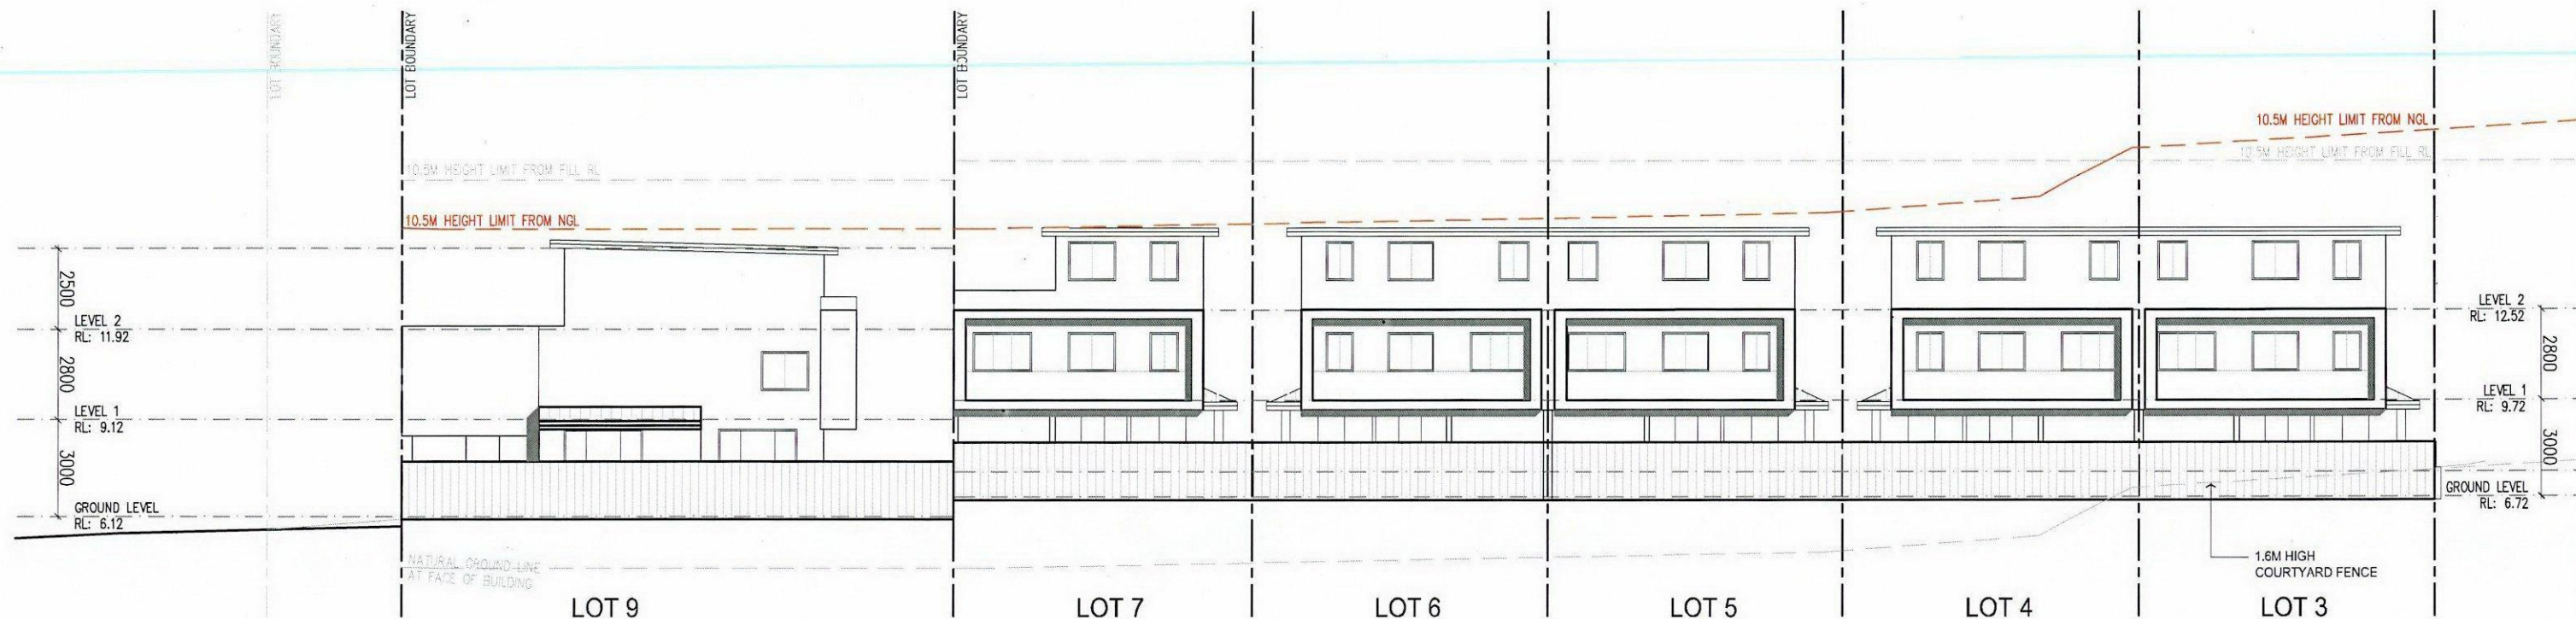 LOT BOUNDARY
LOT BOUNDARY
LOT BOUNDARY
10.5M HEIGHT LIMIT FROM NGL
10.5M HEIGHT LIMIT FROM FILL RL
10.5M HEIGHT LIMIT FROM FILL RL
10.5M HEIGHT LIMIT FROM NGL
2500
LEVEL 2
RL: 11.92
2800
LEVEL 1
RL: 9.12
3000
GROUND LEVEL
RL: 6.12
LEVEL 2
RL: 12.52
2800
LEVEL 1
RL: 9.72
3000
GROUND LEVEL
RL: 6.72
NATURAL GROUND LINE
AT FACE OF BUILDING
1.6M HIGH
COURTYARD FENCE
LOT 9
LOT 7
LOT 6
LOT 5
LOT 4
LOT 3